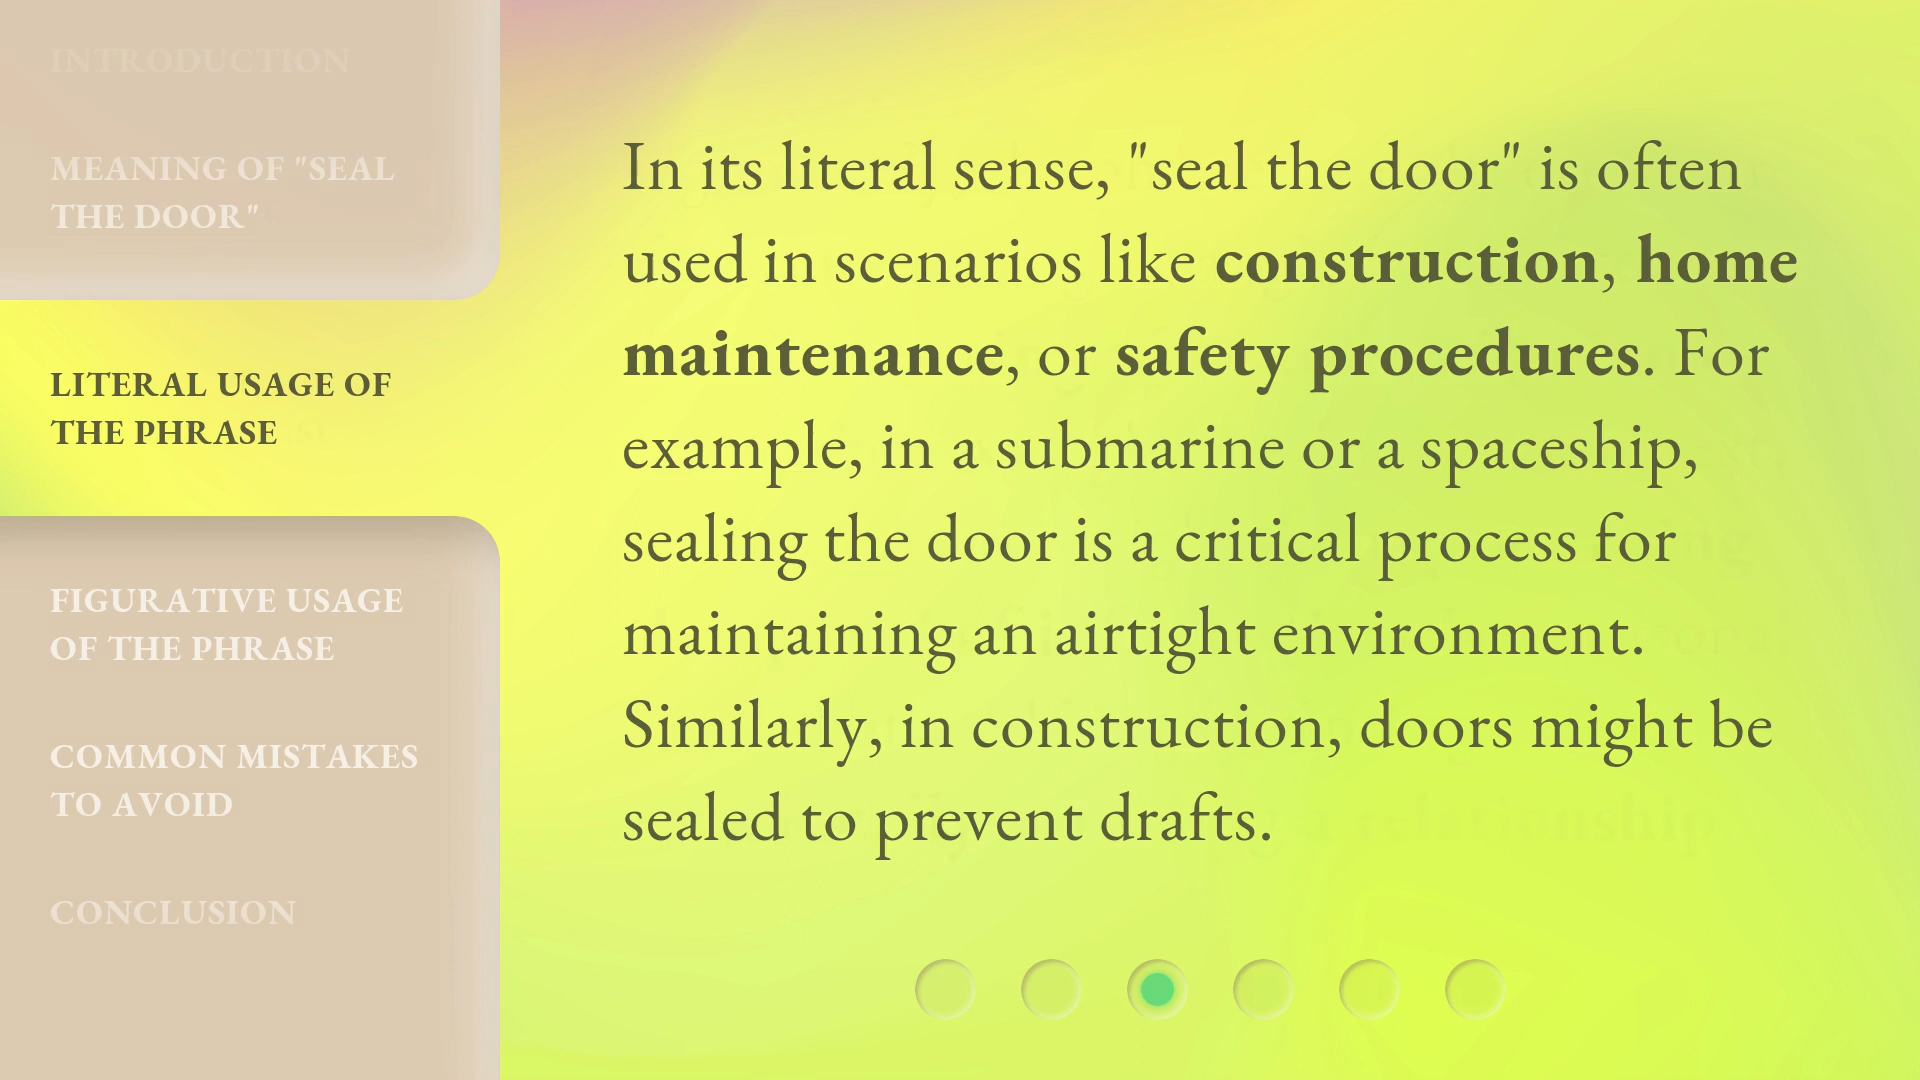 INTRODUCTION
MEANING OF "SEAL
THE DOOR"
LITERAL USAGE OF
THE PHRASE
FIGURATIVE USAGE
OF THE PHRASE
COMMON MISTAKES
TO AVOID
CONCLUSION
In its literal sense, "seal the door" is often
used in scenarios like construction, home
maintenance, or safety procedures. For
example, in a submarine or a spaceship,
sealing the door is a critical process for
maintaining an airtight environment.
Similarly, in construction, doors might be
sealed to prevent drafts.